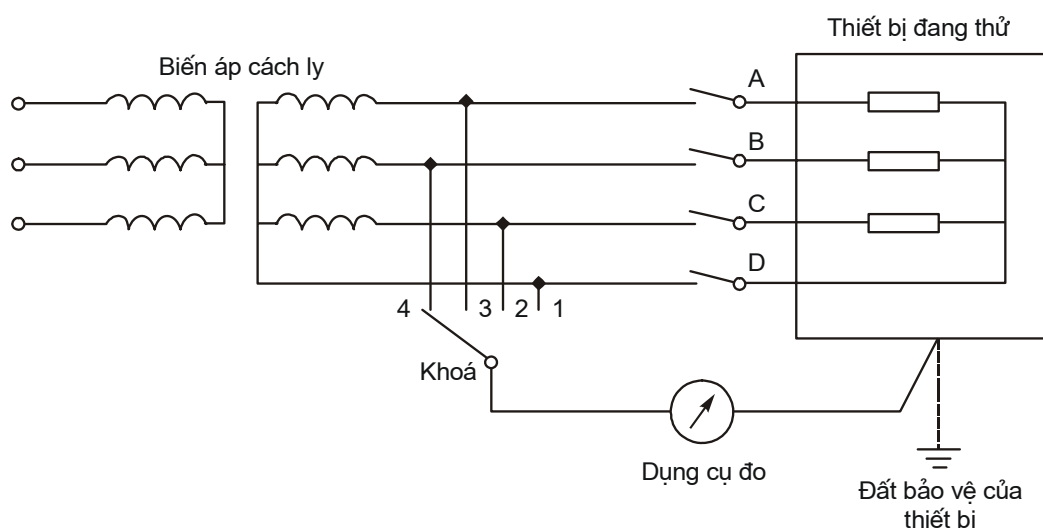 Thiết bị đang thử
Biến áp cách ly
A
B
C
D
4 3 2 1
Khoá
Dụng cụ đo
Đất bảo vệ của
thiết bị